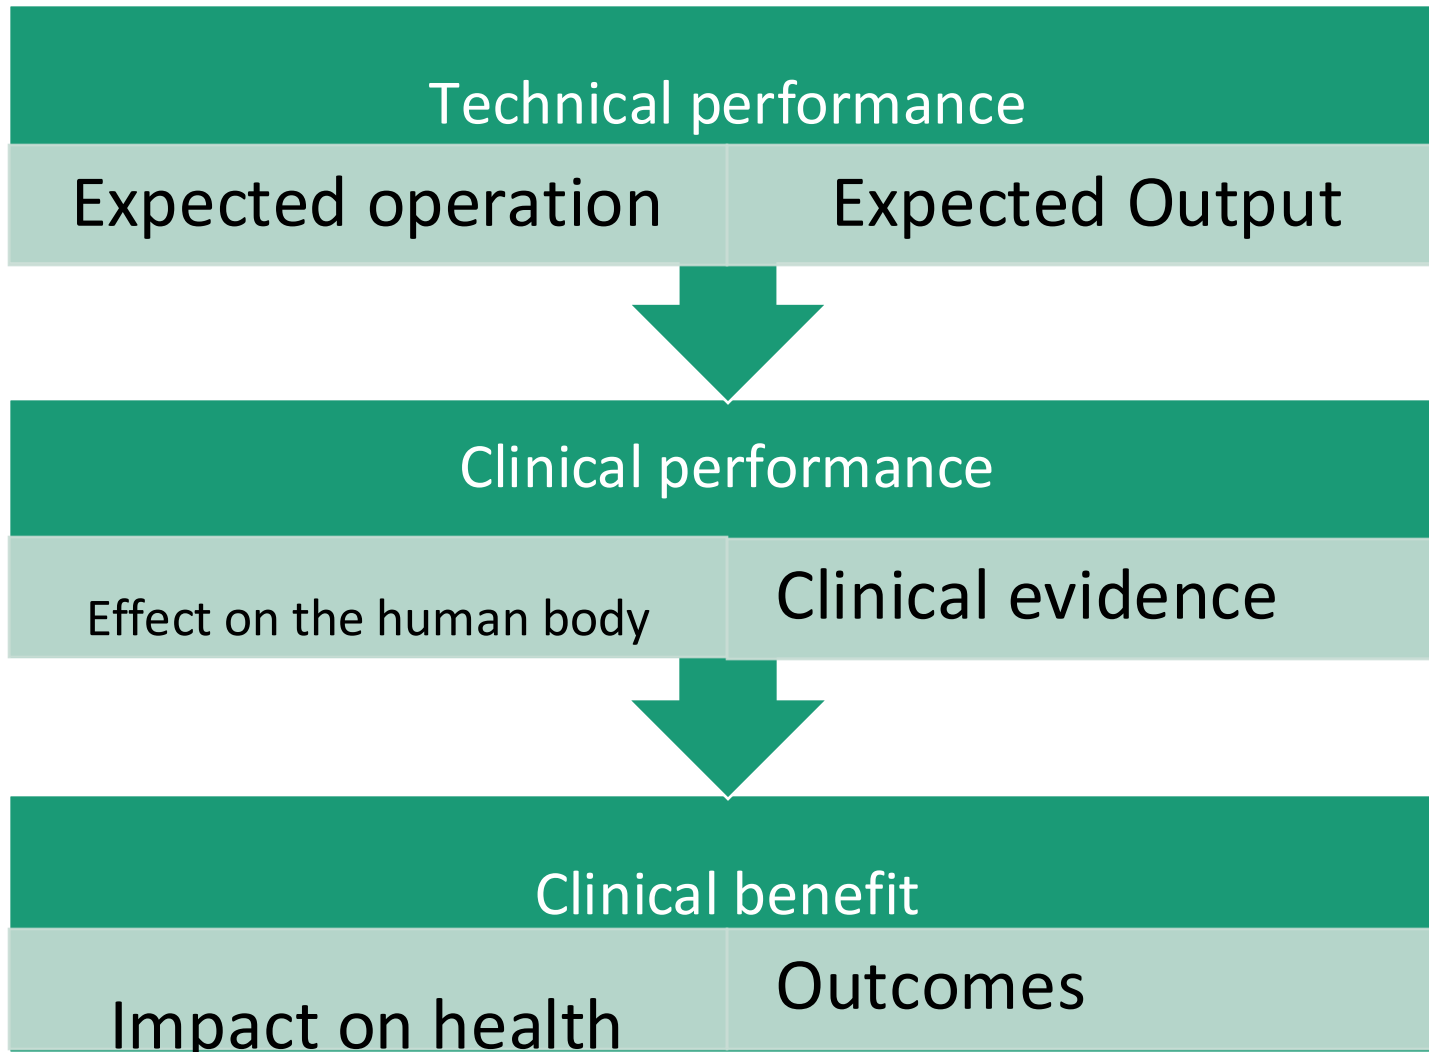 Technical performance
Expected operation
Expected Output
Clinical performance
Effect on the human body
Clinical evidence
Clinical benefit
Impact on health
Outcomes